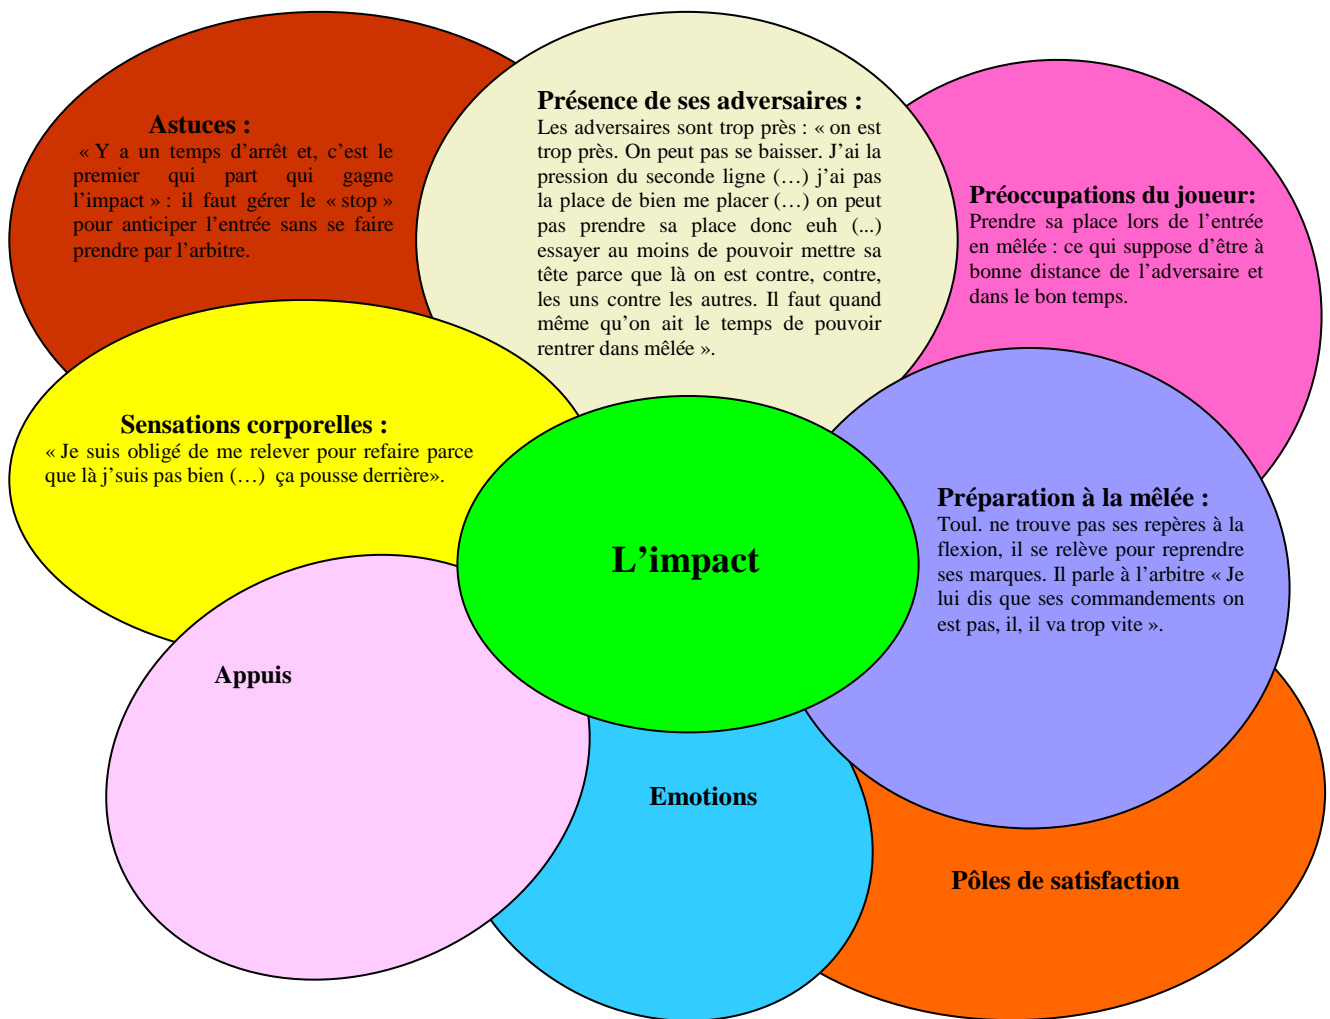 Astuces :
« Y a un temps d’arrêt et, c’est le
premier qui part qui gagne
l’impact » : il faut gérer le « stop »
pour anticiper l’entrée sans se faire
prendre par l’arbitre.
Présence de ses adversaires :
Les adversaires sont trop près : « on est
trop près. On peut pas se baisser. J’ai la
pression du seconde ligne (…) j’ai pas
la place de bien me placer (…) on peut
pas prendre sa place donc euh (...)
essayer au moins de pouvoir mettre sa
tête parce que là on est contre, contre,
les uns contre les autres. Il faut quand
même qu’on ait le temps de pouvoir
rentrer dans mêlée ».
Préoccupations du joueur:
Prendre sa place lors de l’entrée
en mêlée : ce qui suppose d’être à
bonne distance de l’adversaire et
dans le bon temps.
Sensations corporelles :
« Je suis obligé de me relever pour refaire parce
que là j’suis pas bien (…) ça pousse derrière».
L’impact
Préparation à la mêlée :
Toul. ne trouve pas ses repères à la
flexion, il se relève pour reprendre
ses marques. Il parle à l’arbitre « Je
lui dis que ses commandements on
est pas, il, il va trop vite ».
Appuis
Emotions
Pôles de satisfaction